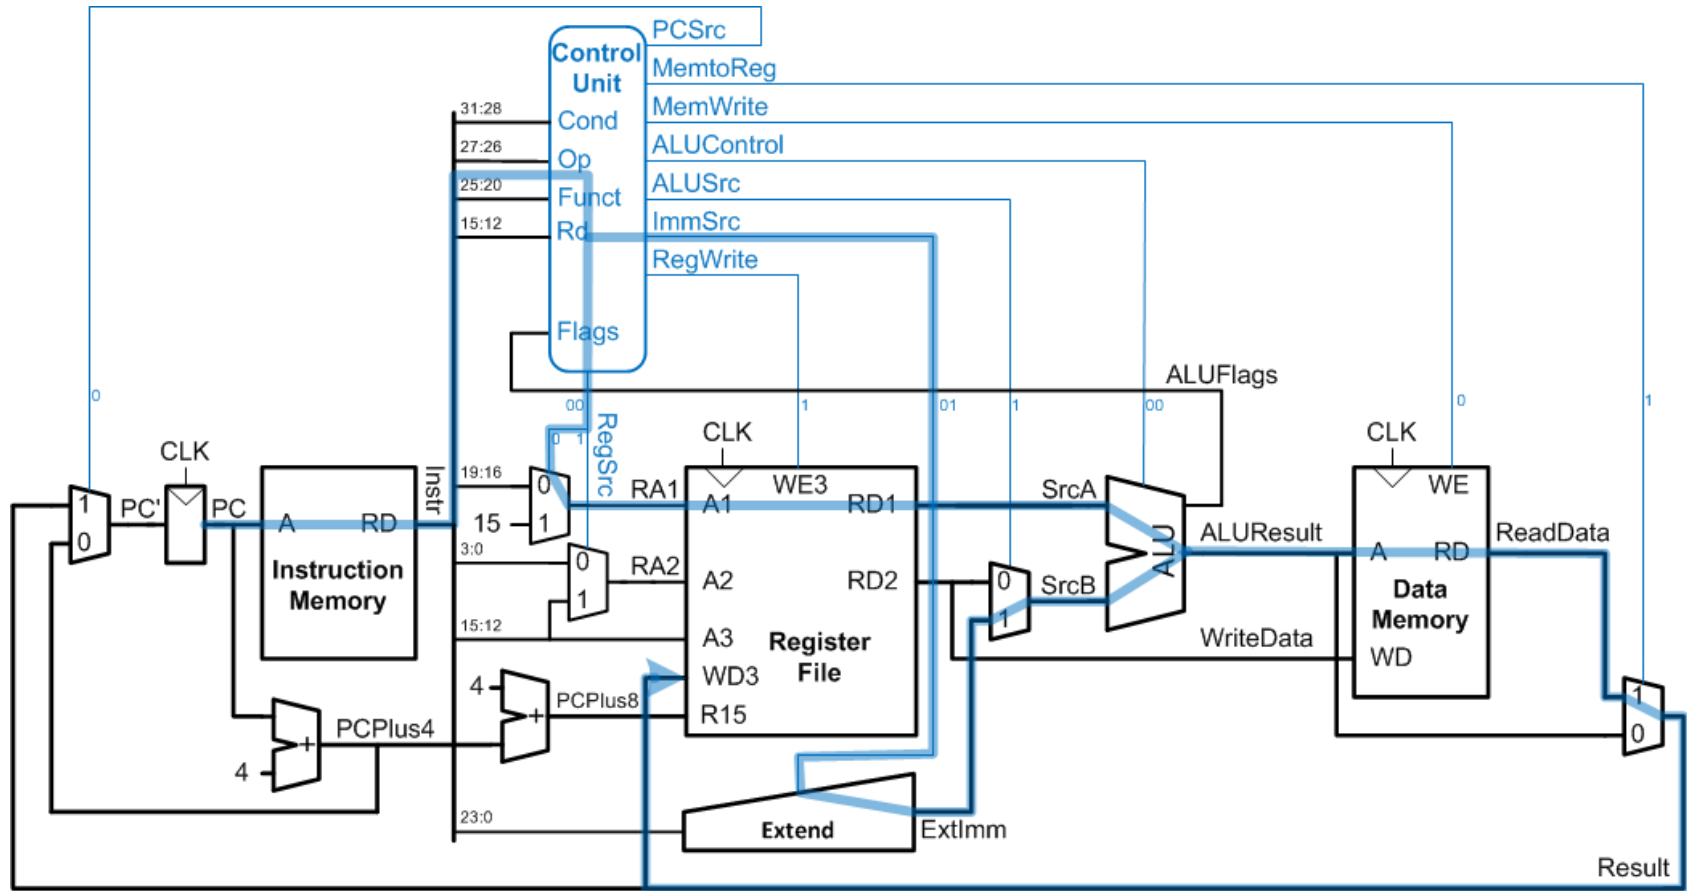 PCSrc
Control
Unit
MemtoReg
MemWrite
31:28
Cond
27:26
Op
ALUControl
25:20
Funct
ALUSrc
15:12
Rd
ImmSrc
RegWrite
Flags
ALUFlags
0
00
1
01
1
00
0
1
0 1
RegSrc
CLK
CLK
CLK
Instr
19:16
0
15
1
RA1
A1
WE3
RD1
SrcA
WE
1
0
PC'
PC
A
RD
Instruction
Memory
3:0
0
1
RA2
A2
RD2
0
1
SrcB
ALU
ALUResult
A
RD
ReadData
Data
Memory
15:12
A3
Register
File
WriteData
WD
WD3
4
PCPlus8
+
R15
1
0
PCPlus4
+
4
23:0
Extend
ExtImm
Result